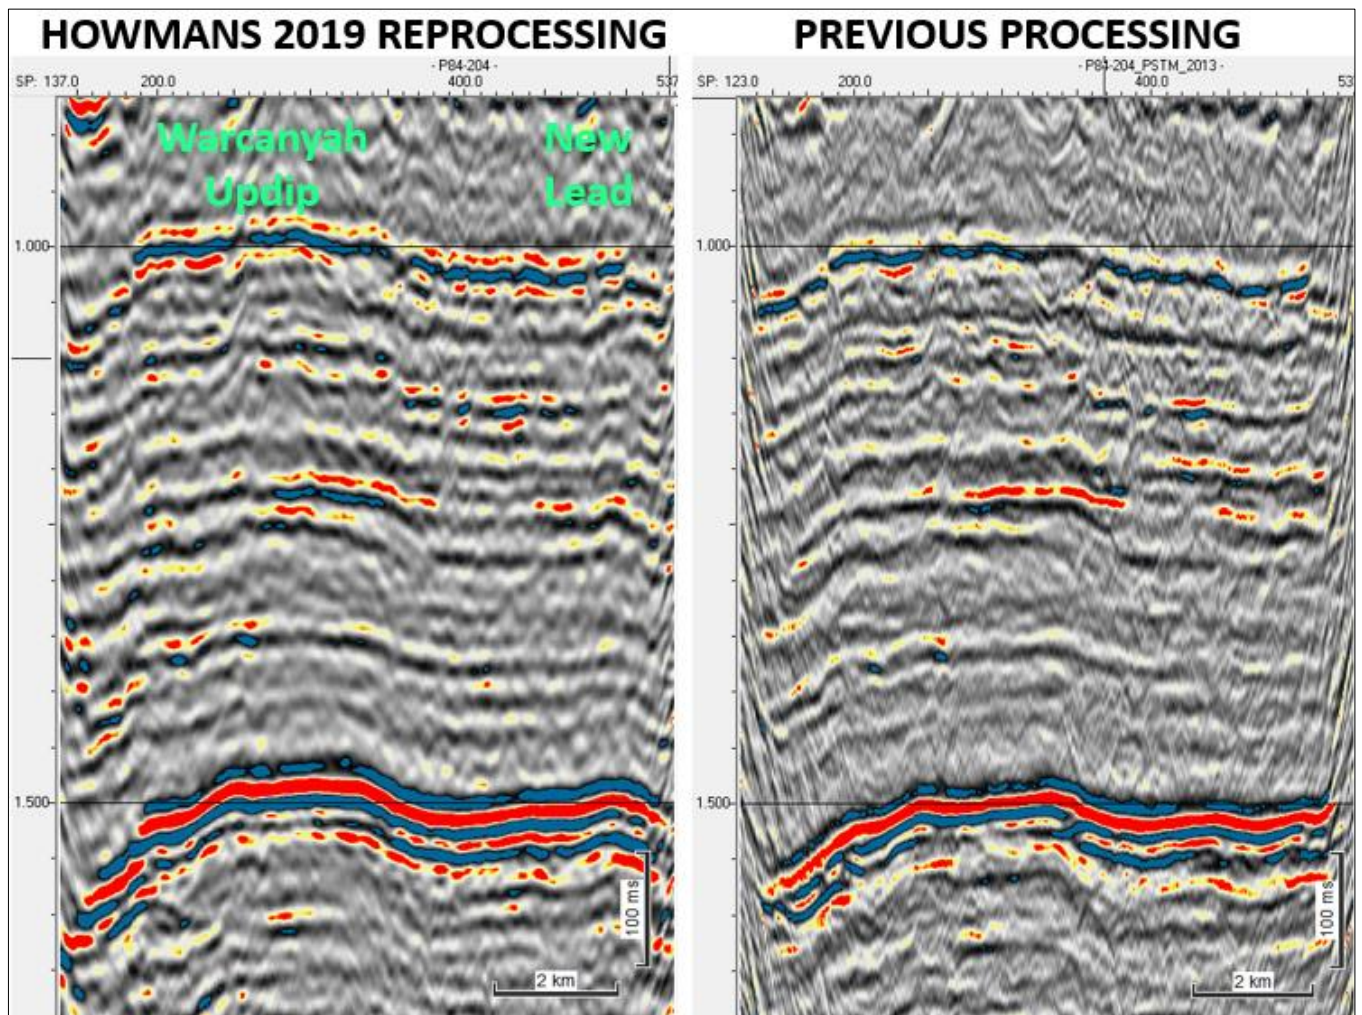 HOWMANS 2019 REPROCESSING
- P84-204 -
SP: 137.0 200.0 400.0 537
Warcanyah
Updip
New
Lead
1.000
1.500
100 ms
2 km
PREVIOUS PROCESSING
- P84-204_PSTM_2013 -
SP: 123.0 200.0 400.0 53
1.000
1.500
100 ms
2 km